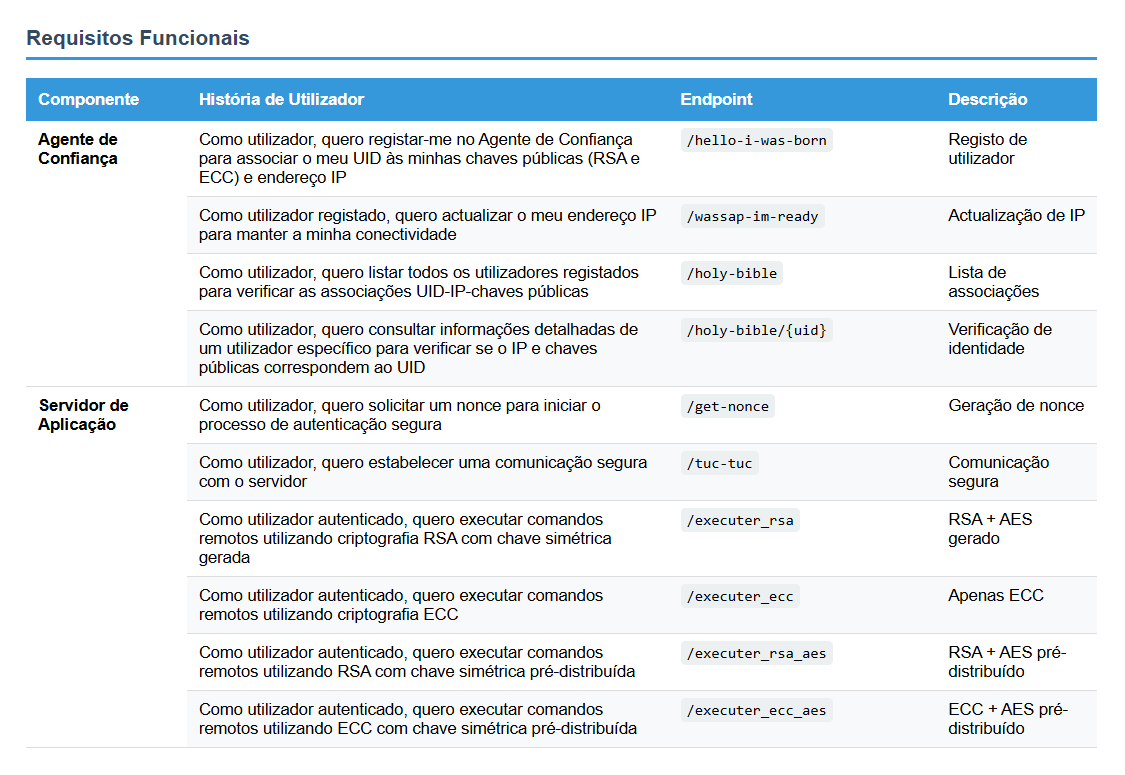 Requisitos Funcionais
Componente História de Utilizador Endpoint Descrição
Agente de Confiança
Como utilizador, quero registar-me no Agente de Confiança
para associar o meu UID às minhas chaves públicas (RSA e
ECC) e endereço IP
/hello-i-was-born
Registo de
utilizador
Como utilizador registado, quero actualizar o meu endereço IP
para manter a minha conectividade
/wassap-im-ready
Actualização de IP
Como utilizador, quero listar todos os utilizadores registados
para verificar as associações UID-IP-chaves públicas
/holy-bible
Lista de
associações
Como utilizador, quero consultar informações detalhadas de
um utilizador específico para verificar se o IP e chaves
públicas correspondem ao UID
/holy-bible/{uid}
Verificação de
identidade
Servidor de
Aplicação
Como utilizador, quero solicitar um nonce para iniciar o
processo de autenticação segura
/get-nonce
Geração de nonce
Como utilizador, quero estabelecer uma comunicação segura
com o servidor
/tuc-tuc
Comunicação
segura
Como utilizador autenticado, quero executar comandos
remotos utilizando criptografia RSA com chave simétrica
gerada
/executer_rsa
RSA + AES
gerado
Como utilizador autenticado, quero executar comandos
remotos utilizando criptografia ECC
/executer_ecc
Apenas ECC
Como utilizador autenticado, quero executar comandos
remotos utilizando RSA com chave simétrica pré-distribuída
/executer_rsa_aes
RSA + AES pré-
distribuído
Como utilizador autenticado, quero executar comandos
remotos utilizando ECC com chave simétrica pré-distribuída
/executer_ecc_aes
ECC + AES pré-
distribuído